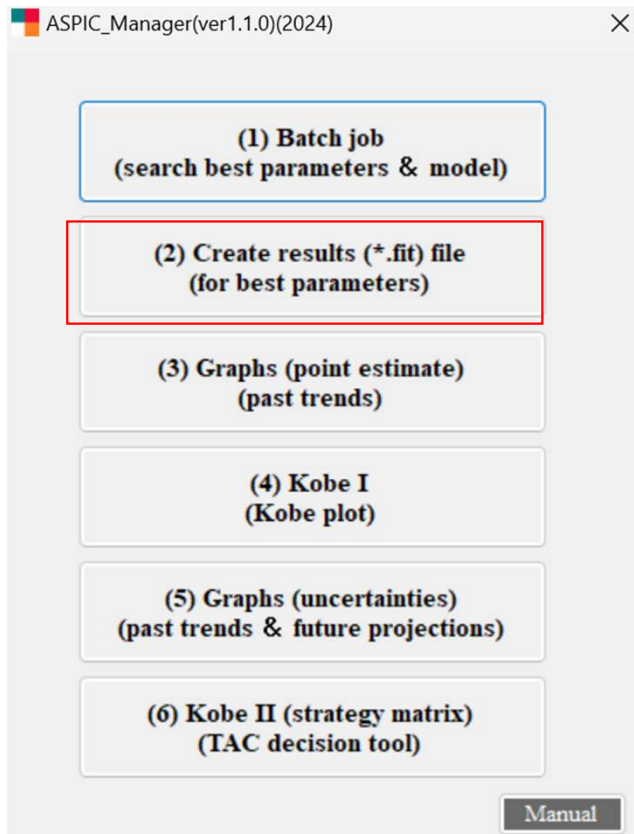 ASPIC_Manager(ver1.1.0)(2024)
(1) Batch job
(search best parameters & model)
(2) Create results (*.fit) file
(for best parameters)
(3) Graphs (point estimate)
(past trends)
(4) Kobe I
(Kobe plot)
(5) Graphs (uncertainties)
(past trends & future projections)
(6) Kobe II (strategy matrix)
(TAC decision tool)
Manual